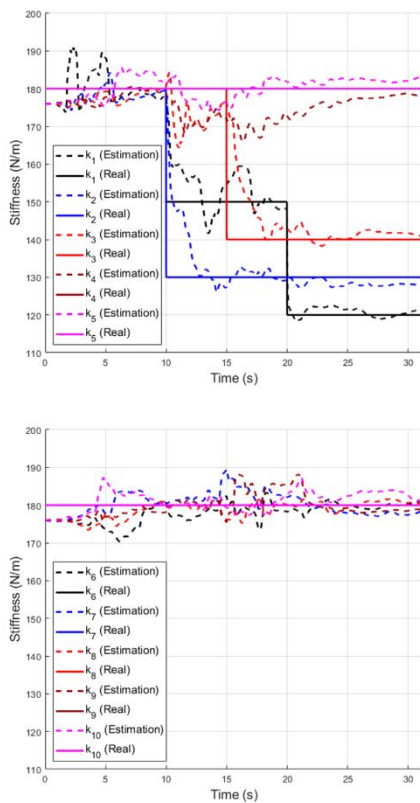 200
190
180
170
160
150
140
130
120
110
Stiffness (N/m)
k1 (Estimation)
k1 (Real)
k2 (Estimation)
k2 (Real)
k3 (Estimation)
k3 (Real)
k4 (Estimation)
k4 (Real)
k5 (Estimation)
k5 (Real)
0 5 10 15 20 25 30
Time (s)
200
190
180
170
160
150
140
130
120
110
Stiffness (N/m)
k6 (Estimation)
k6 (Real)
k7 (Estimation)
k7 (Real)
k8 (Estimation)
k8 (Real)
k9 (Estimation)
k9 (Real)
k10 (Estimation)
k10 (Real)
0 5 10 15 20 25 30
Time (s)